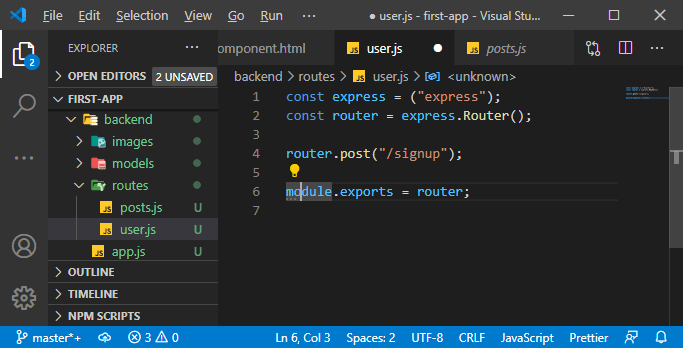 File Edit Selection View Go Run ··· ● user.js - first-app - Visual Stu...
EXPLORER
omponent.html
JS user.js ●
JS posts.js
···
OPEN EDITORS 2 UNSAVED
FIRST-APP
backend
images
models
routes
JS posts.js U
JS user.js U
JS app.js U
OUTLINE
TIMELINE
NPM SCRIPTS
2
backend > routes > JS user.js > <unknown>
1 const express = ("express");
2 const router = express.Router();
3
4 router.post("/signup");
5
6 module.exports = router;
7
master*+ 3 0 Ln 6, Col 3 Spaces: 2 UTF-8 CRLF JavaScript Prettier